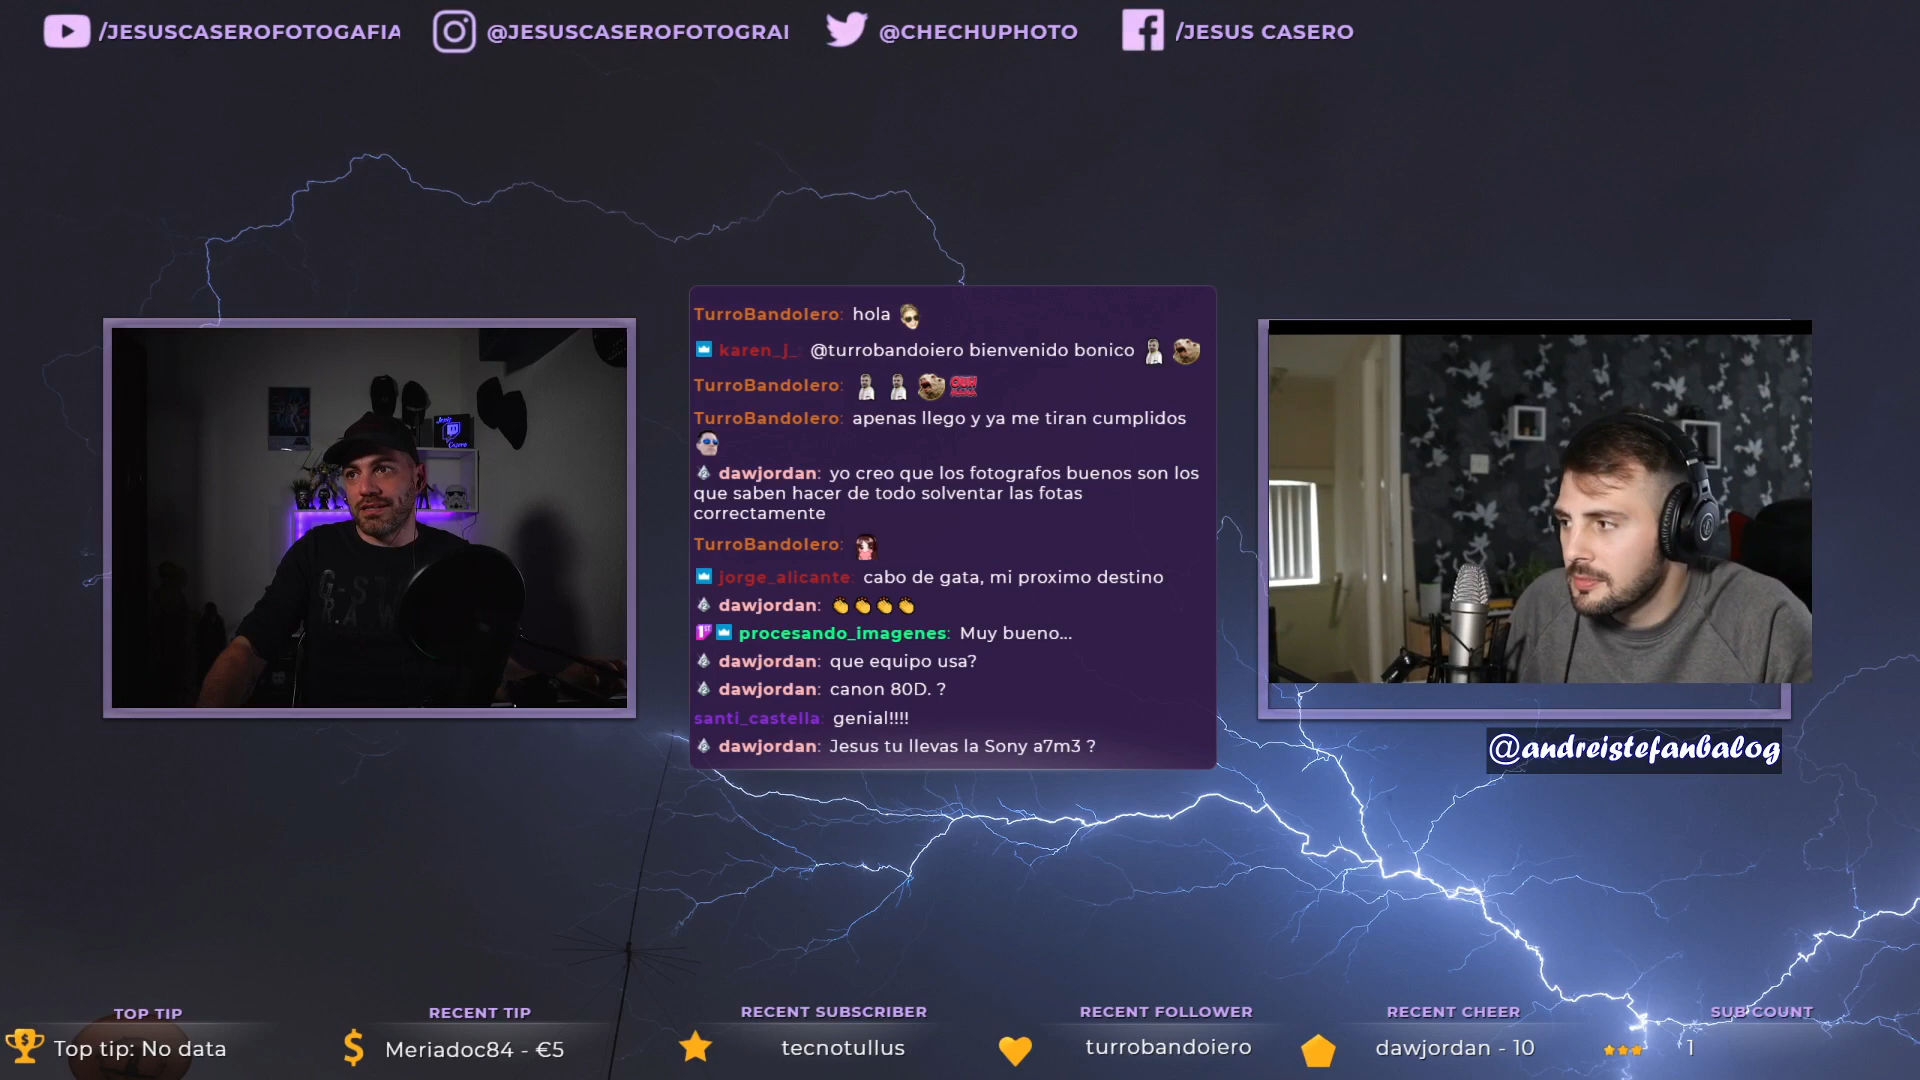 /JESUSCASEROFOTOGAFIA
@JESUSCASEROFOTOGRAI
@CHECHUPHOTO
/JESUS CASERO
TurroBandolero: hola
karen_j_: @turrobandoiero bienvenido bonico
TurroBandolero:
TurroBandolero: apenas llego y ya me tiran cumplidos
dawjordan: yo creo que los fotografos buenos son los
que saben hacer de todo solventar las fotas
correctamente
TurroBandolero:
jorge_alicante: cabo de gata, mi proximo destino
dawjordan: 👏👏👏👏
procesando_imagenes: Muy bueno...
dawjordan: que equipo usa?
dawjordan: canon 80D. ?
santi_castella: genial!!!!
dawjordan: Jesus tu llevas la Sony a7m3 ?
Jesús
Casero
G-ST
R.A.W
@andreistefanbalog
TOP TIP
Top tip: No data
RECENT TIP
Meriadoc84 - €5
RECENT SUBSCRIBER
tecnotullus
RECENT FOLLOWER
turrobandoiero
RECENT CHEER
dawjordan - 10
SUB COUNT
1